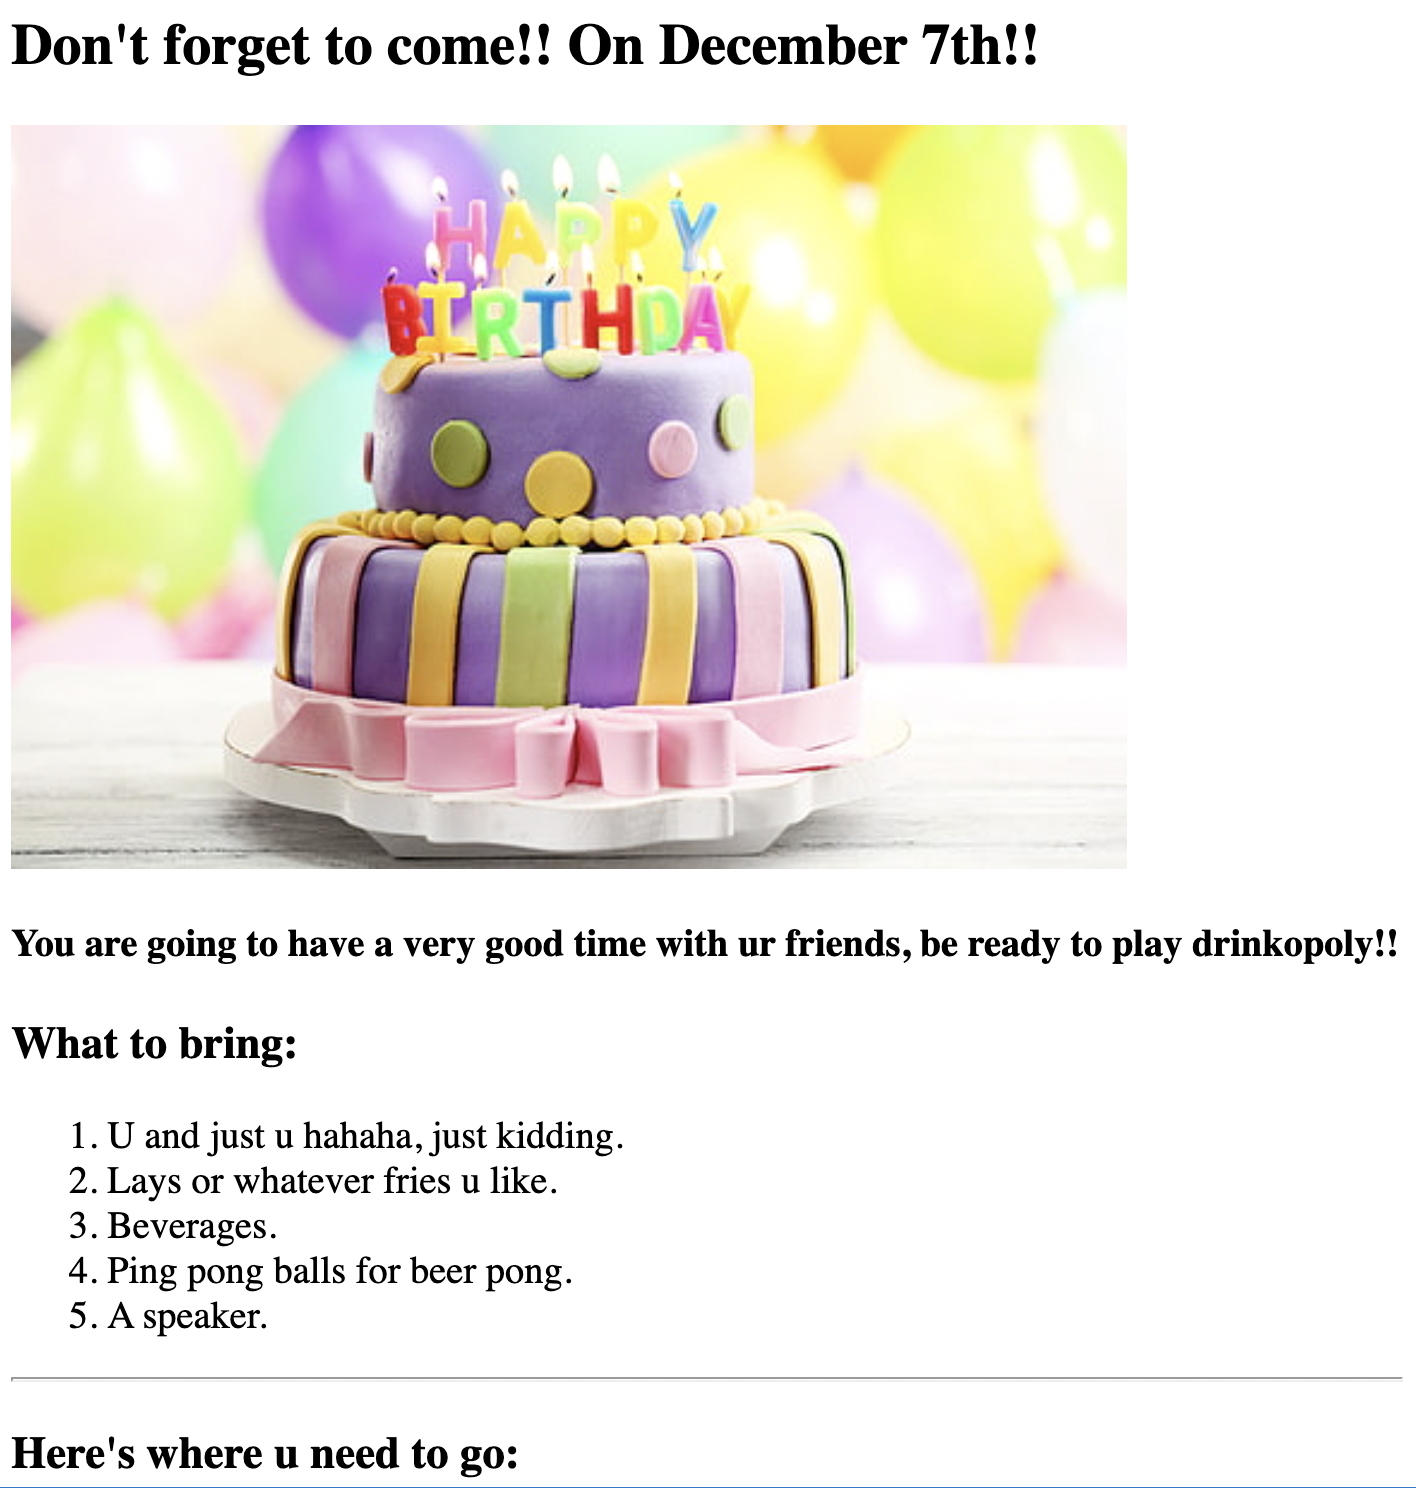 Don't forget to come!! On December 7th!!
HAPPY
BIRTHDAY
You are going to have a very good time with ur friends, be ready to play drinkopoly!!
What to bring:
1. U and just u hahaha, just kidding.
2. Lays or whatever fries u like.
3. Beverages.
4. Ping pong balls for beer pong.
5. A speaker.
Here's where u need to go: